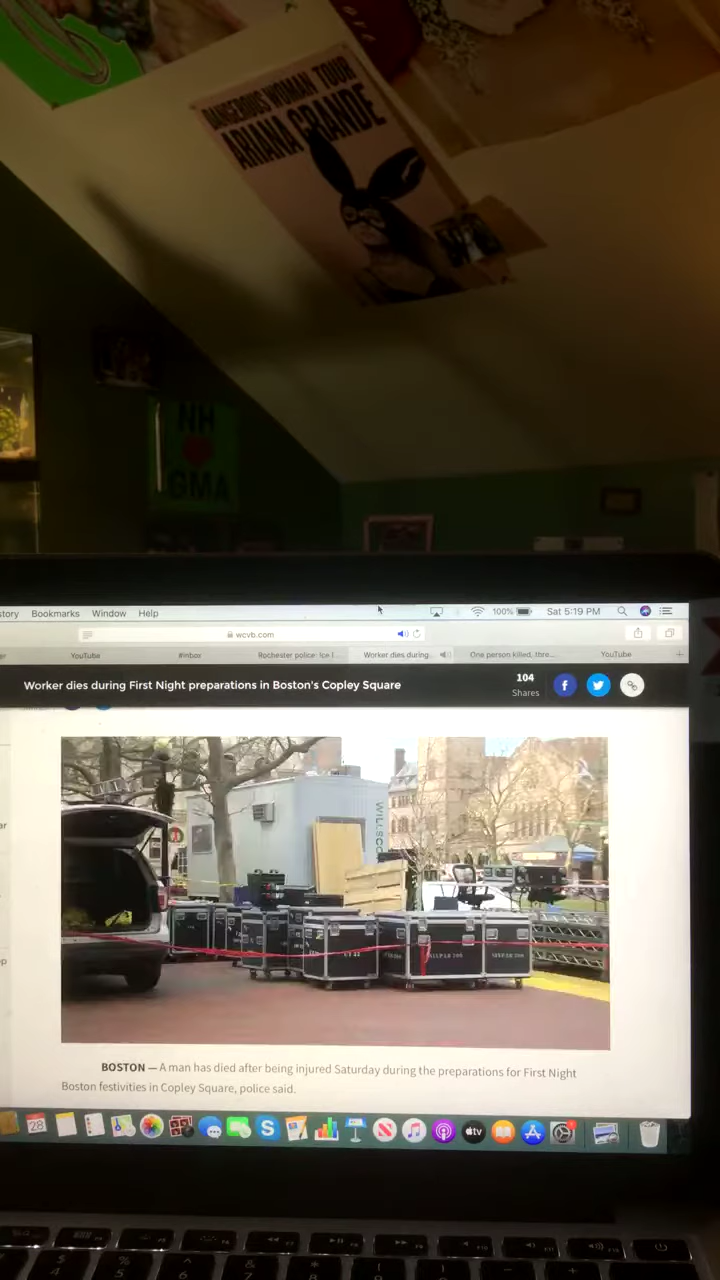 DANGEROUS WOMAN TOUR
ARIANA GRANDE
NH
GMA
story Bookmarks Window Help 100% Sat 5:19 PM
wcvb.com
YouTube #inbox Rochester police: Ice Worker dies during One person killed, thre... YouTube
Worker dies during First Night preparations in Boston's Copley Square
104
Shares
WILLSCO
BOSTON — A man has died after being injured Saturday during the preparations for First Night
Boston festivities in Copley Square, police said.
28
tv